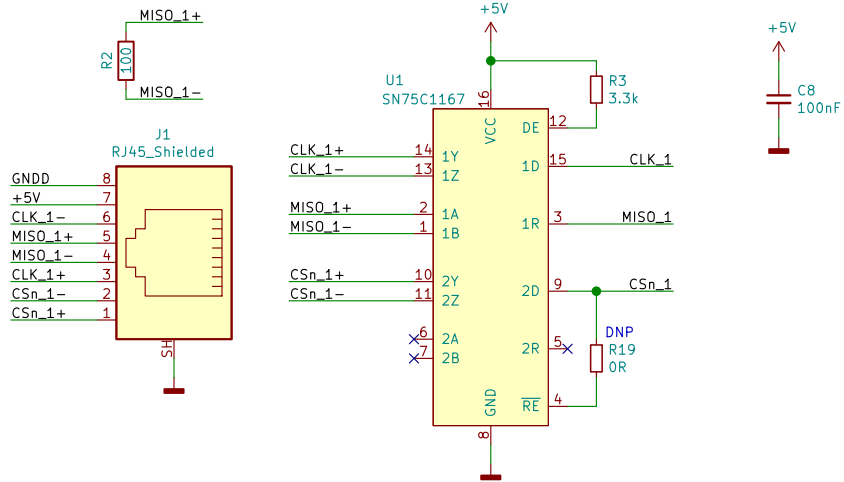 MISO_1+
R2
100
MISO_1-
J1
RJ45_Shielded
GNDD 8
+5V 7
CLK_1- 6
MISO_1+ 5
MISO_1- 4
CLK_1+ 3
CSn_1- 2
CSn_1+ 1
SH
+5V
U1
SN75C1167
16
VCC
R3
3.3k
DE 12
CLK_1+ 14 1Y
CLK_1- 13 1Z
1D 15 CLK_1
MISO_1+ 2 1A
MISO_1- 1 1B
1R 3 MISO_1
CSn_1+ 10 2Y
CSn_1- 11 2Z
2D 9 CSn_1
6 2A
7 2B
2R 5
DNP
R19
0R
GND
8
RE 4
+5V
C8
100nF